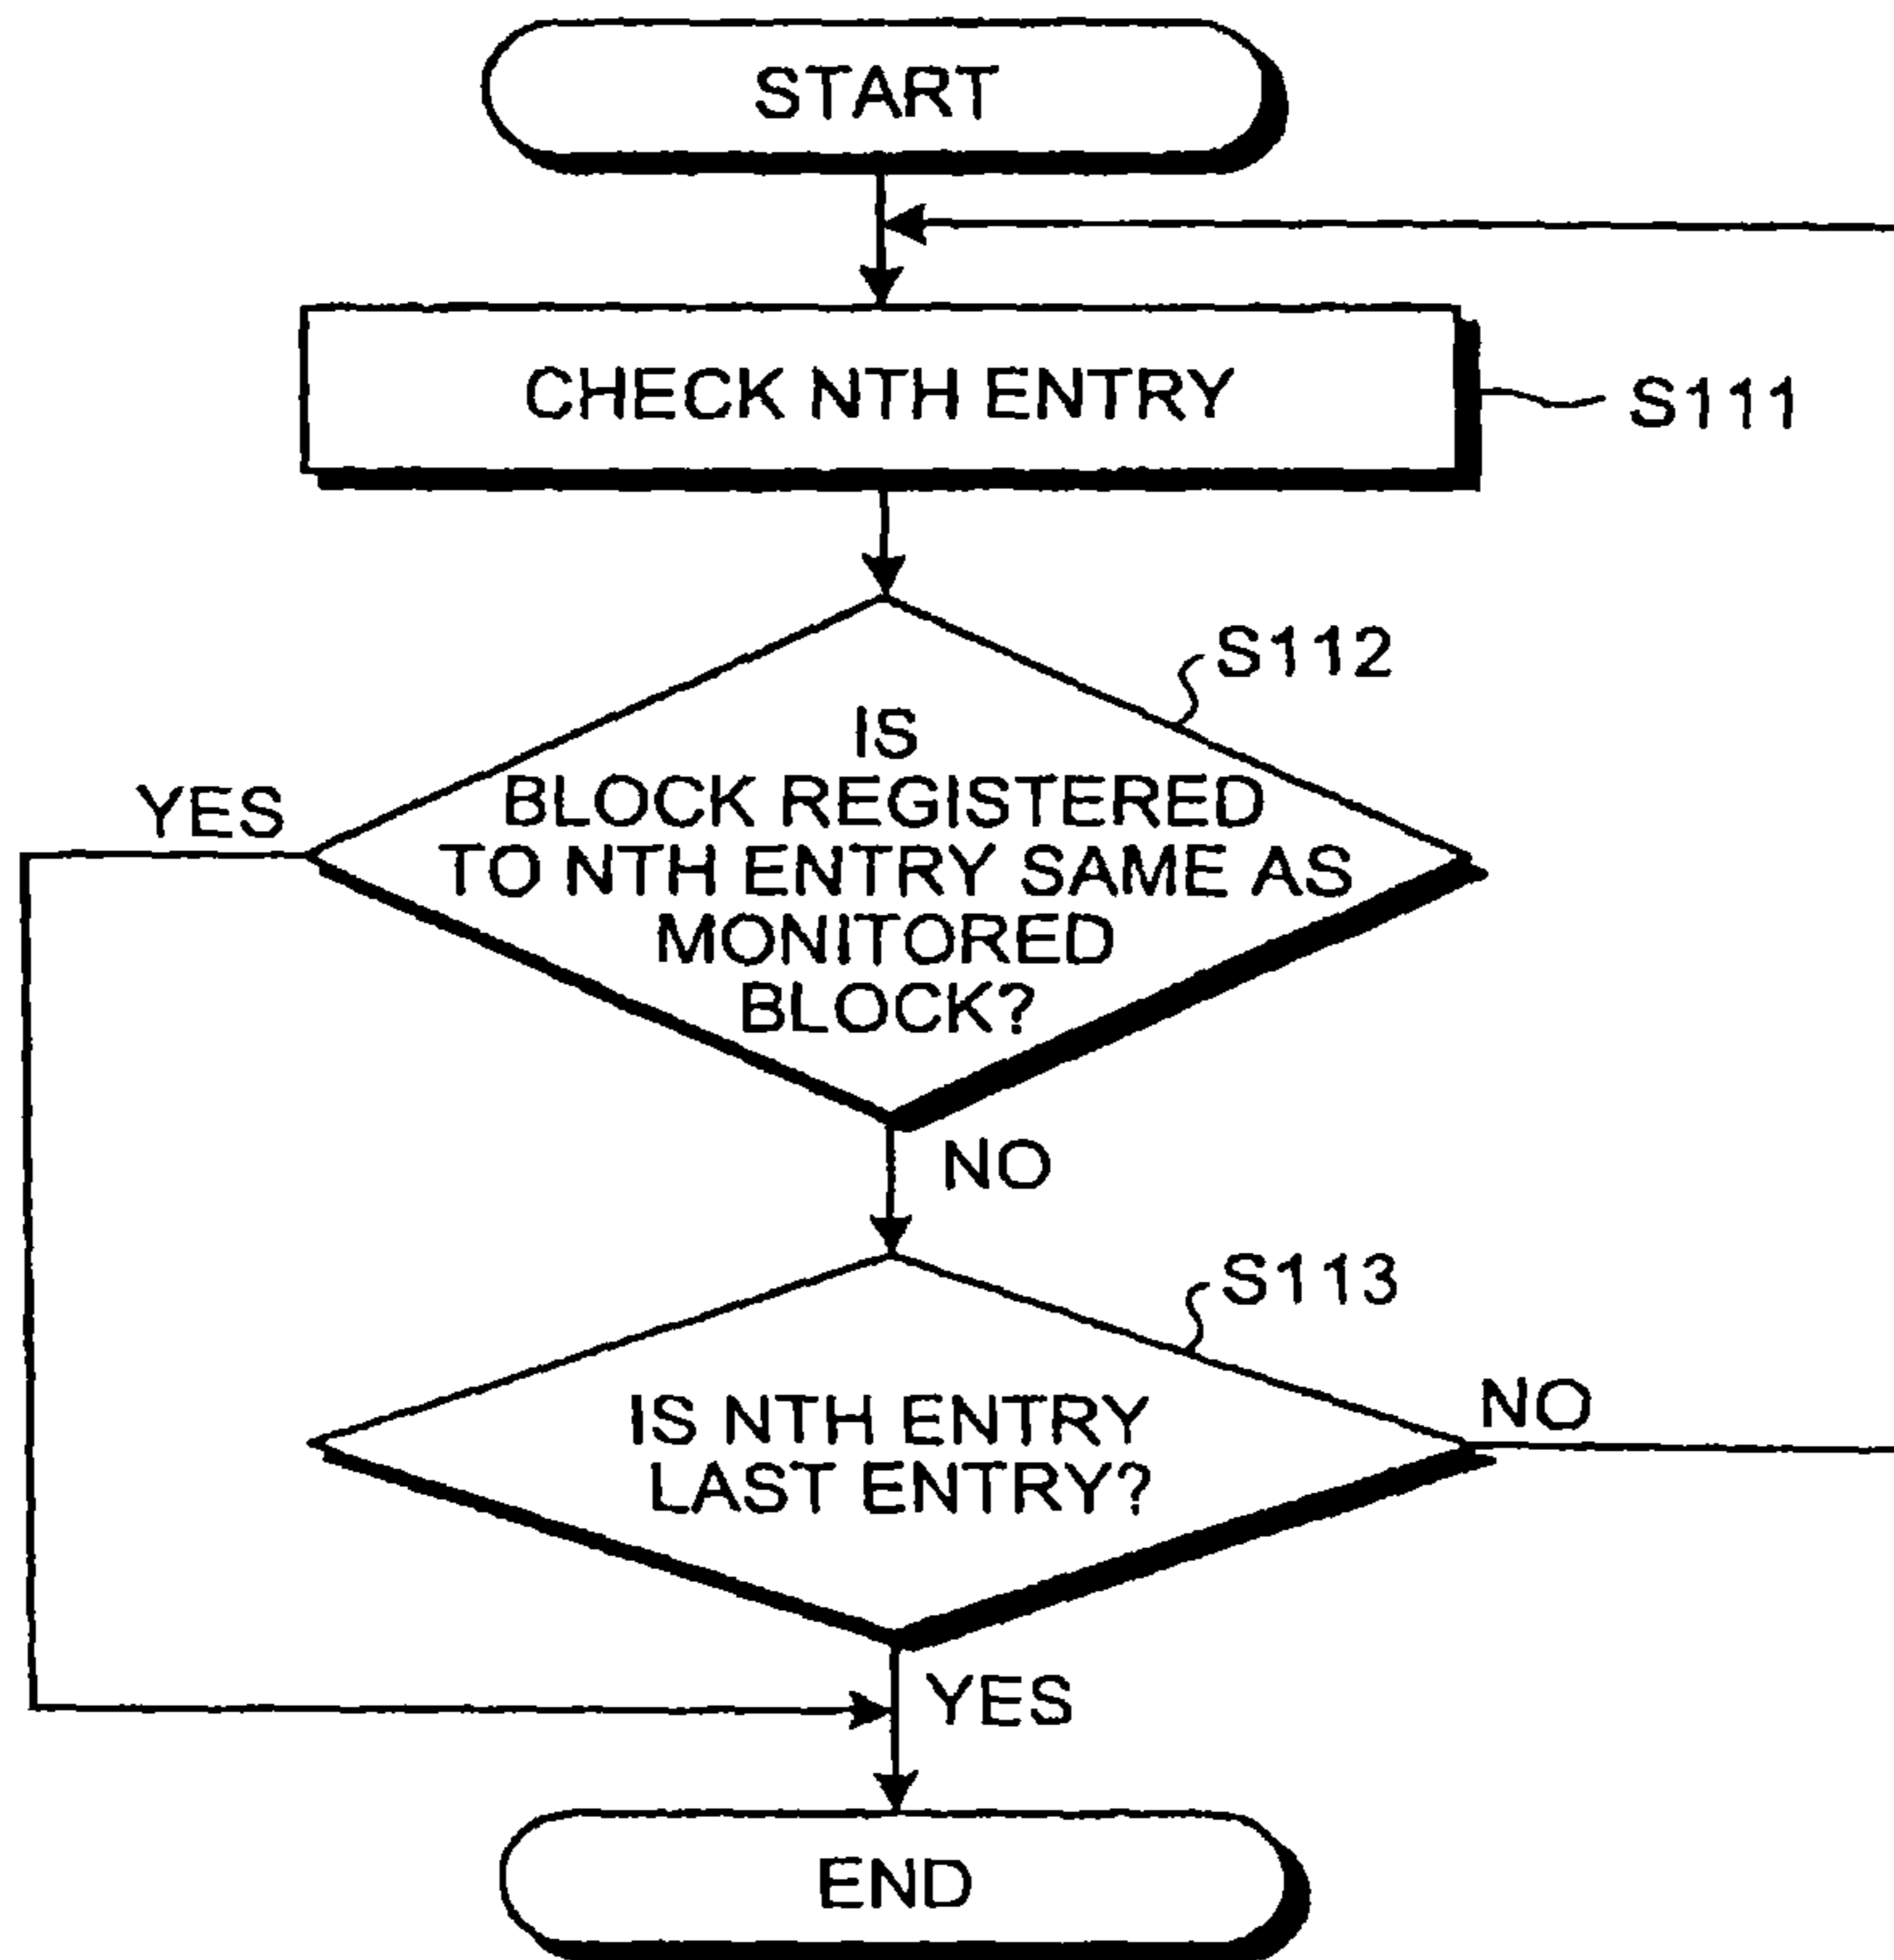 START
CHECK NTH ENTRY
S111
S112
IS
BLOCK REGISTERED
TO NTH ENTRY SAME AS
MONITORED
BLOCK?
YES
NO
S113
IS NTH ENTRY
LAST ENTRY?
NO
YES
END